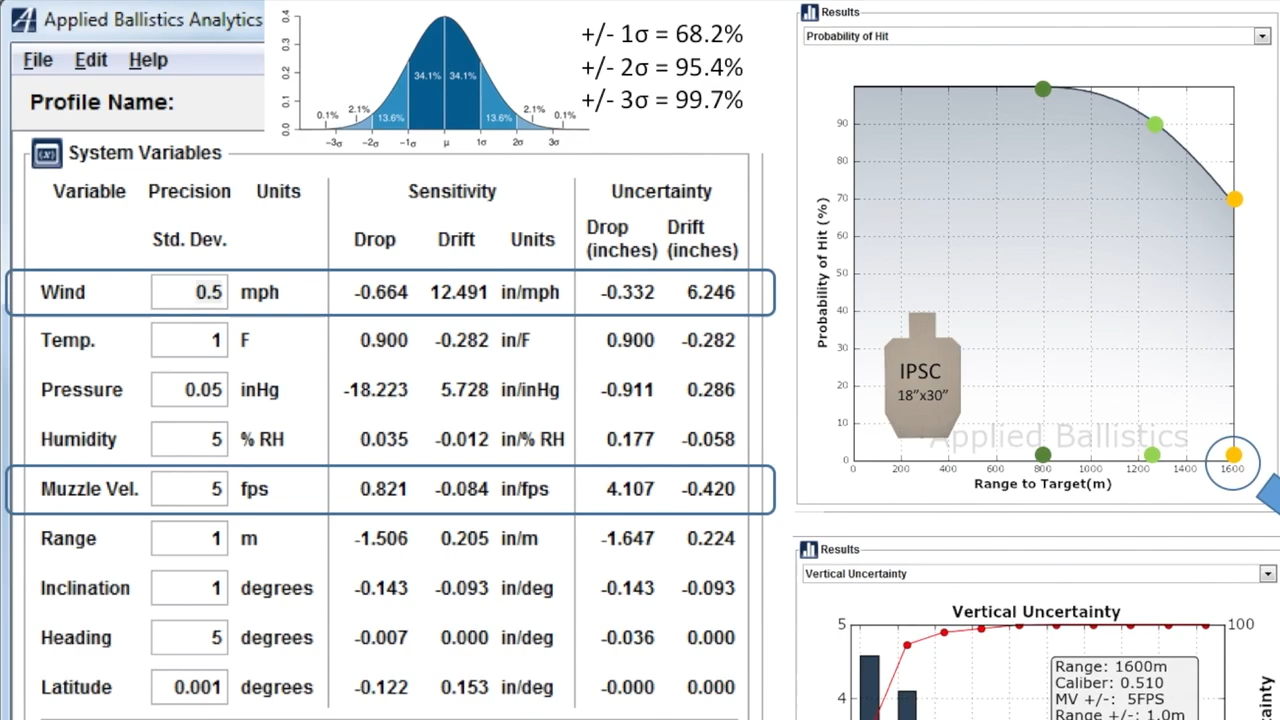 Applied Ballistics Analytics
File Edit Help
Profile Name:
0.4
0.3
0.2
0.1
0.0
34.1% 34.1%
0.1% 2.1% 13.6% 13.6% 2.1% 0.1%
−3σ −2σ −1σ μ 1σ 2σ 3σ
+/- 1σ = 68.2%
+/- 2σ = 95.4%
+/- 3σ = 99.7%
System Variables
Variable Precision Units Sensitivity Uncertainty
Std. Dev. Drop Drift Units Drop (inches) Drift (inches)
Wind 0.5 mph -0.664 12.491 in/mph -0.332 6.246
Temp. 1 F 0.900 -0.282 in/F 0.900 -0.282
Pressure 0.05 inHg -18.223 5.728 in/inHg -0.911 0.286
Humidity 5 % RH 0.035 -0.012 in/% RH 0.177 -0.058
Muzzle Vel. 5 fps 0.821 -0.084 in/fps 4.107 -0.420
Range 1 m -1.506 0.205 in/m -1.647 0.224
Inclination 1 degrees -0.143 -0.093 in/deg -0.143 -0.093
Heading 5 degrees -0.007 0.000 in/deg -0.036 0.000
Latitude 0.001 degrees -0.122 0.153 in/deg -0.000 0.000
Results
Probability of Hit
Probability of Hit (%)
90
80
70
60
50
40
30
20
10
0
IPSC
18”x30”
Applied Ballistics
0 200 400 600 800 1000 1200 1400 1600
Range to Target(m)
Results
Vertical Uncertainty
Vertical Uncertainty
5 100
4
Range: 1600m
Caliber: 0.510
MV +/-: 5FPS
Range +/-: 1.0m